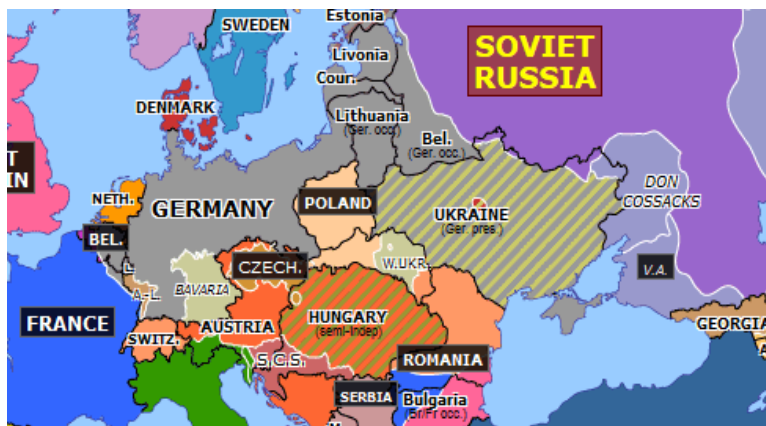 SWEDEN
Estonia
Livonia
SOVIET
RUSSIA
Cour.
DENMARK
Lithuania
(Ger. occ.)
Bel.
(Ger. occ.)
T
IN
NETH.
GERMANY
POLAND
UKRAINE
(Ger. pres.)
DON
COSSACKS
BEL.
L.
CZECH.
W.UKR.
V.A.
A.-L.
BAVARIA
FRANCE
SWITZ.
AUSTRIA
HUNGARY
(semi-indep)
GEORGIA
S.C.S.
ROMANIA
SERBIA
Bulgaria
(Br/Fr occ.)
M
A